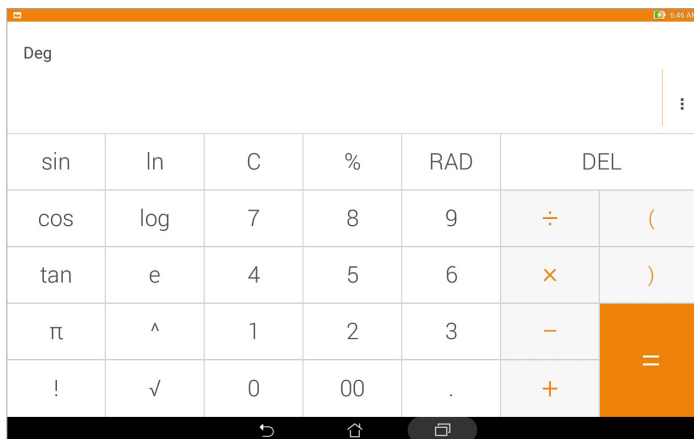 6:46 AM
Deg
sin ln C % RAD DEL
cos log 7 8 9 ÷ (
tan e 4 5 6 × )
π ^ 1 2 3 − =
! √ 0 00 . +